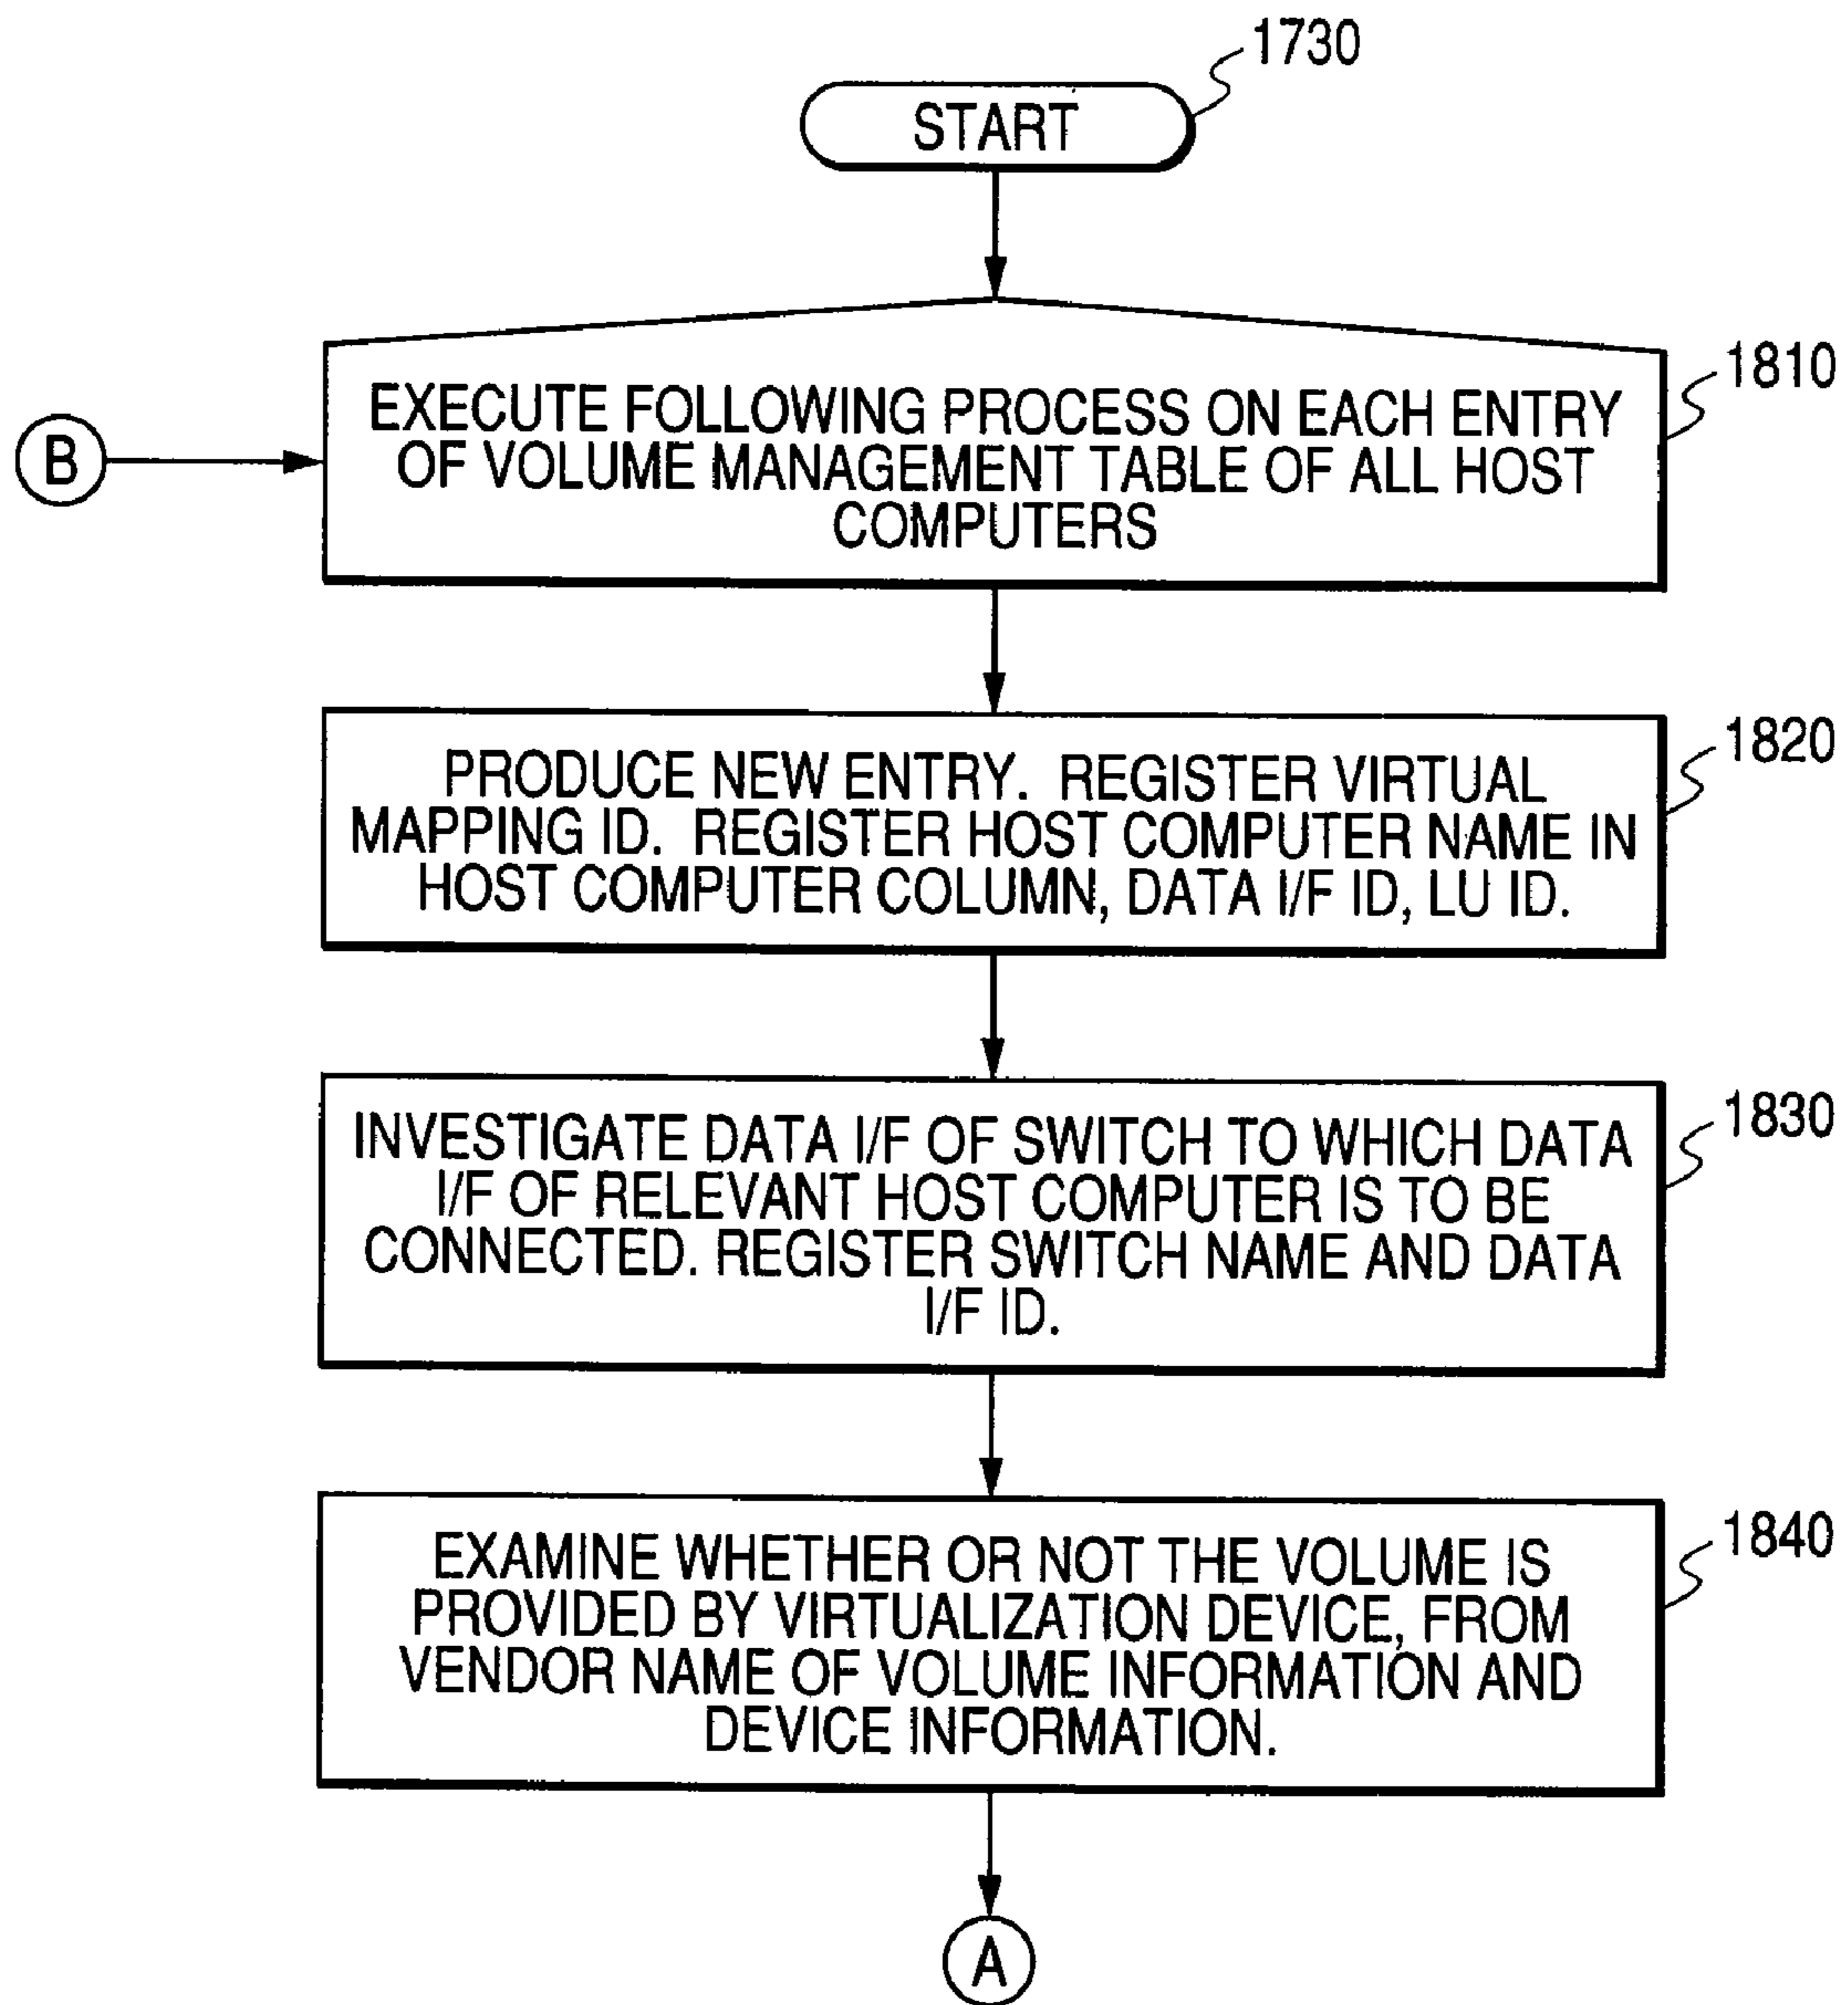 1730
START
1810
EXECUTE FOLLOWING PROCESS ON EACH ENTRY
OF VOLUME MANAGEMENT TABLE OF ALL HOST
COMPUTERS
B
1820
PRODUCE NEW ENTRY. REGISTER VIRTUAL
MAPPING ID. REGISTER HOST COMPUTER NAME IN
HOST COMPUTER COLUMN, DATA I/F ID, LU ID.
1830
INVESTIGATE DATA I/F OF SWITCH TO WHICH DATA
I/F OF RELEVANT HOST COMPUTER IS TO BE
CONNECTED. REGISTER SWITCH NAME AND DATA
I/F ID.
1840
EXAMINE WHETHER OR NOT THE VOLUME IS
PROVIDED BY VIRTUALIZATION DEVICE, FROM
VENDOR NAME OF VOLUME INFORMATION AND
DEVICE INFORMATION.
A